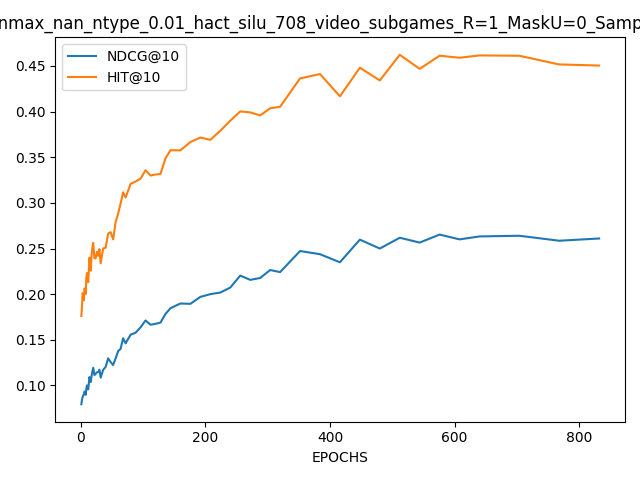 nmax_nan_ntype_0.01_hact_silu_708_video_subgames_R=1_MaskU=0_Samp
NDCG@10
HIT@10
0.45
0.40
0.35
0.30
0.25
0.20
0.15
0.10
0 200 400 600 800
EPOCHS